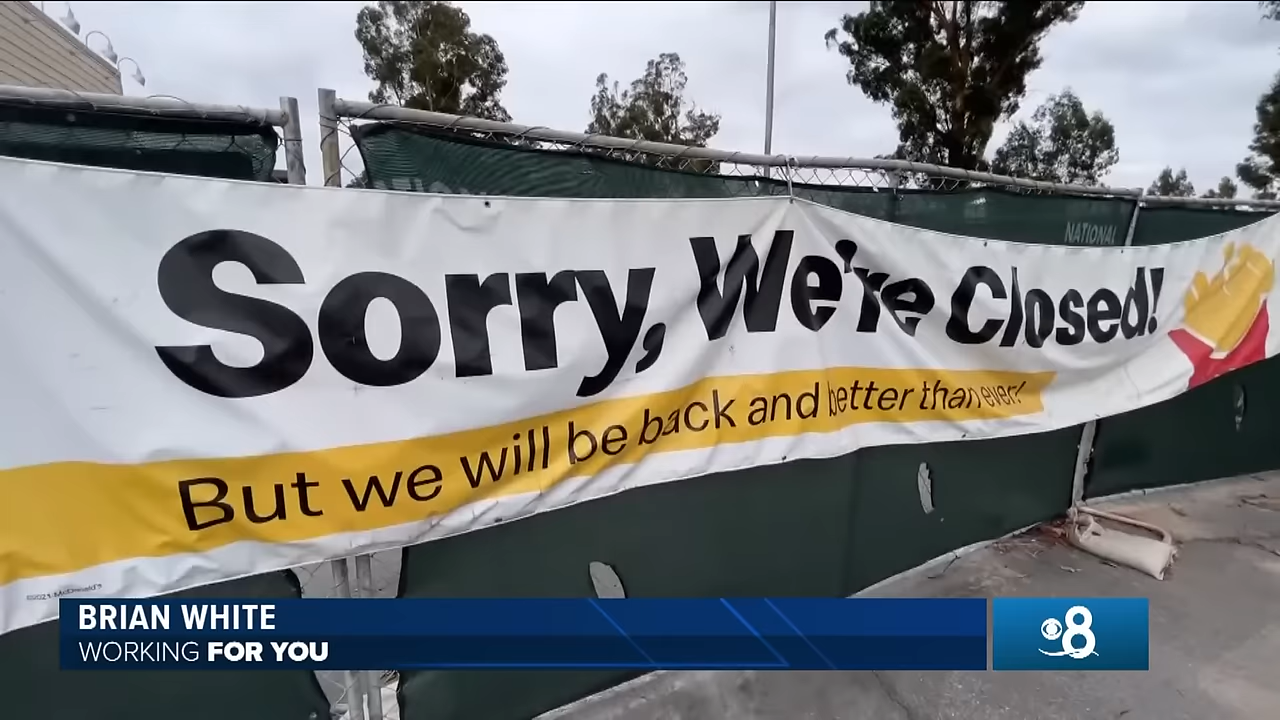 NATIONAL
Sorry, We're Closed!
But we will be back and better than ever!
©2021 McDonald's
BRIAN WHITE
WORKING FOR YOU
8